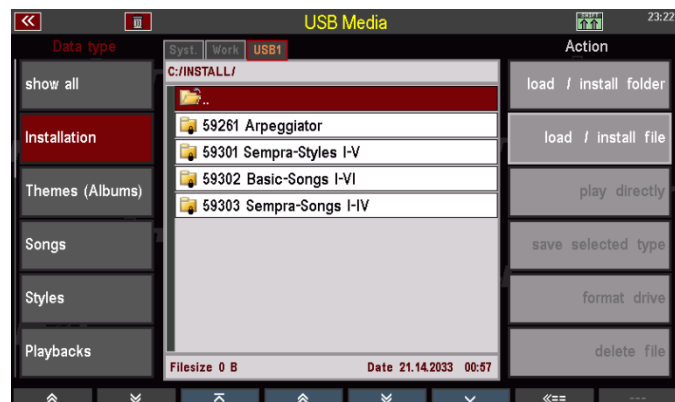 USB Media
23:22
Data type
Syst. Work USB1
Action
C:/INSTALL/
show all
load / install folder
..
59261 Arpeggiator
Installation
load / install file
59301 Sempra-Styles I-V
59302 Basic-Songs I-VI
Themes (Albums)
play directly
59303 Sempra-Songs I-IV
Songs
save selected type
Styles
format drive
Playbacks
delete file
Filesize 0 B Date 21.14.2033 00:57
«==
---